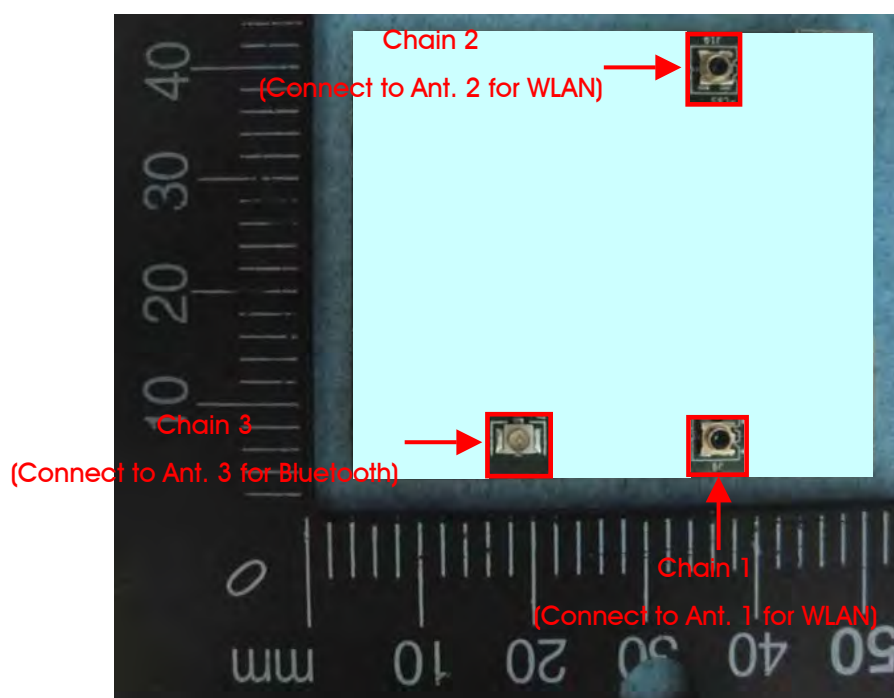 Chain 2
(Connect to Ant. 2 for WLAN)
40
30
20
10
Chain 3
(Connect to Ant. 3 for Bluetooth)
Chain 1
(Connect to Ant. 1 for WLAN)
0
mm
10
20
30
40
50